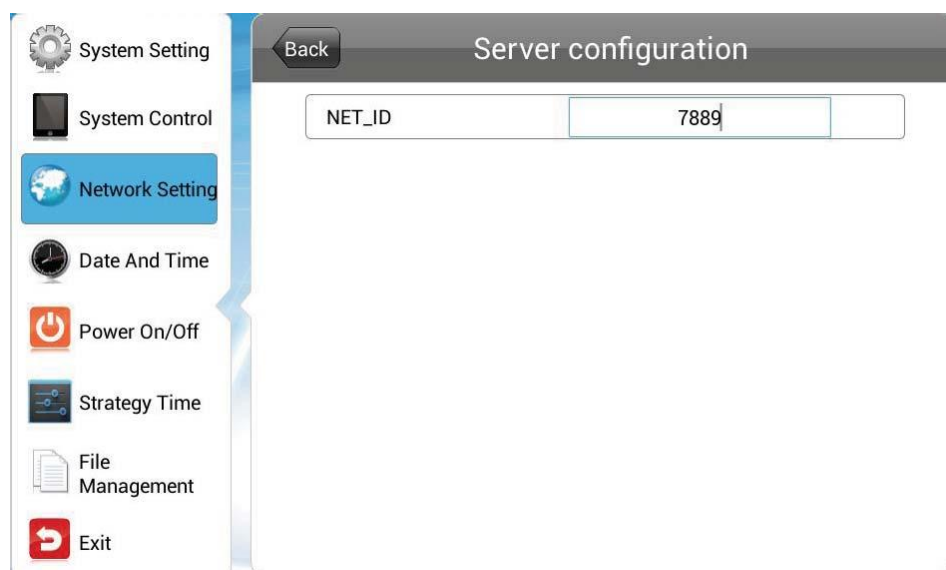 System Setting
System Control
Network Setting
Date And Time
Power On/Off
Strategy Time
File
Management
Exit
Back
Server configuration
NET_ID
7889